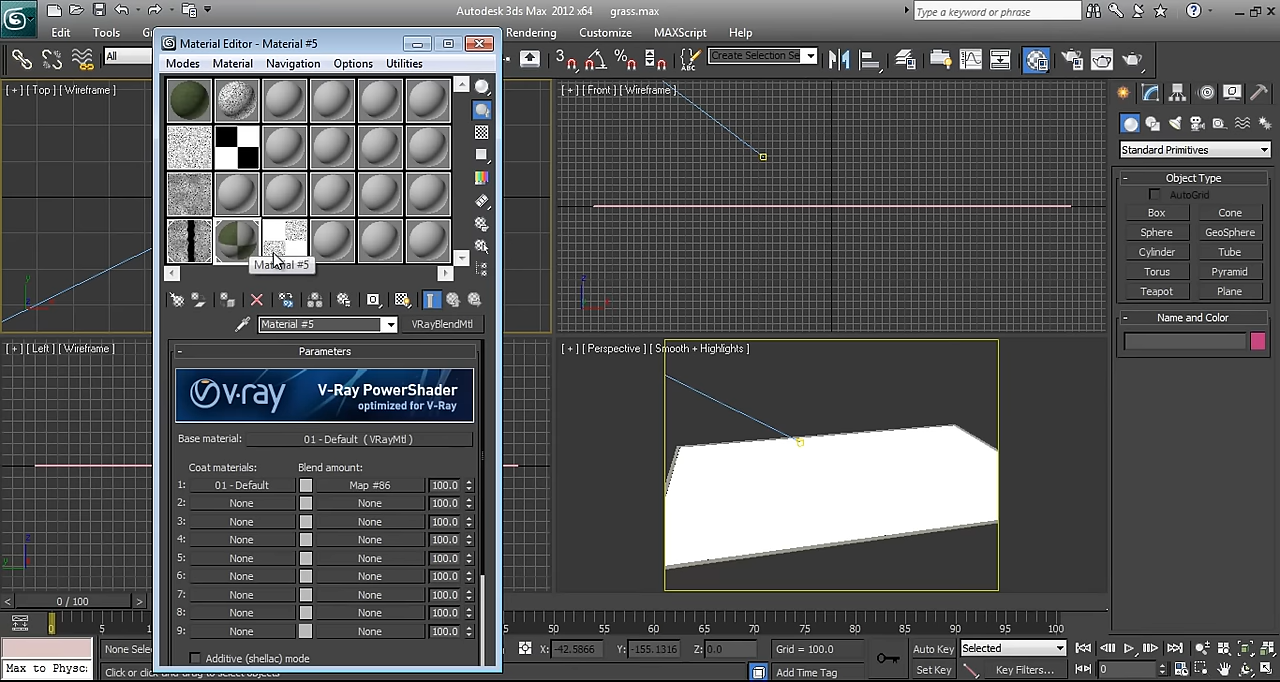 Autodesk 3ds Max 2012 x64 grass.max
Type a keyword or phrase
Edit Tools Rendering Customize MAXScript Help
Material Editor - Material #5
Modes Material Navigation Options Utilities
All
Create Selection Se
ABC
[ + ] [ Top ] [ Wireframe ]
[ + ] [ Front ] [ Wireframe ]
[ + ] [ Left ] [ Wireframe ]
[ + ] [ Perspective ] [ Smooth + Highlights ]
Material #5
Material #5 VRayBlendMtl
- Parameters
v·ray V-Ray PowerShader
optimized for V-Ray
Base material: 01 - Default ( VRayMtl )
Coat materials: Blend amount:
1: 01 - Default Map #86 100.0
2: None None 100.0
3: None None 100.0
4: None None 100.0
5: None None 100.0
6: None None 100.0
7: None None 100.0
8: None None 100.0
9: None None 100.0
Additive (shellac) mode
Standard Primitives
- Object Type
AutoGrid
Box Cone
Sphere GeoSphere
Cylinder Tube
Torus Pyramid
Teapot Plane
- Name and Color
< 0 / 100 >
0 5 55 60 65 70 75 80 85 90 95 100
None Selec
X: -42.5866 Y: -155.1316 Z: 0.0 Grid = 100.0
Auto Key Selected
Max to Physc
Click or click-and-drag to select objects
Add Time Tag
Set Key Key Filters... 0